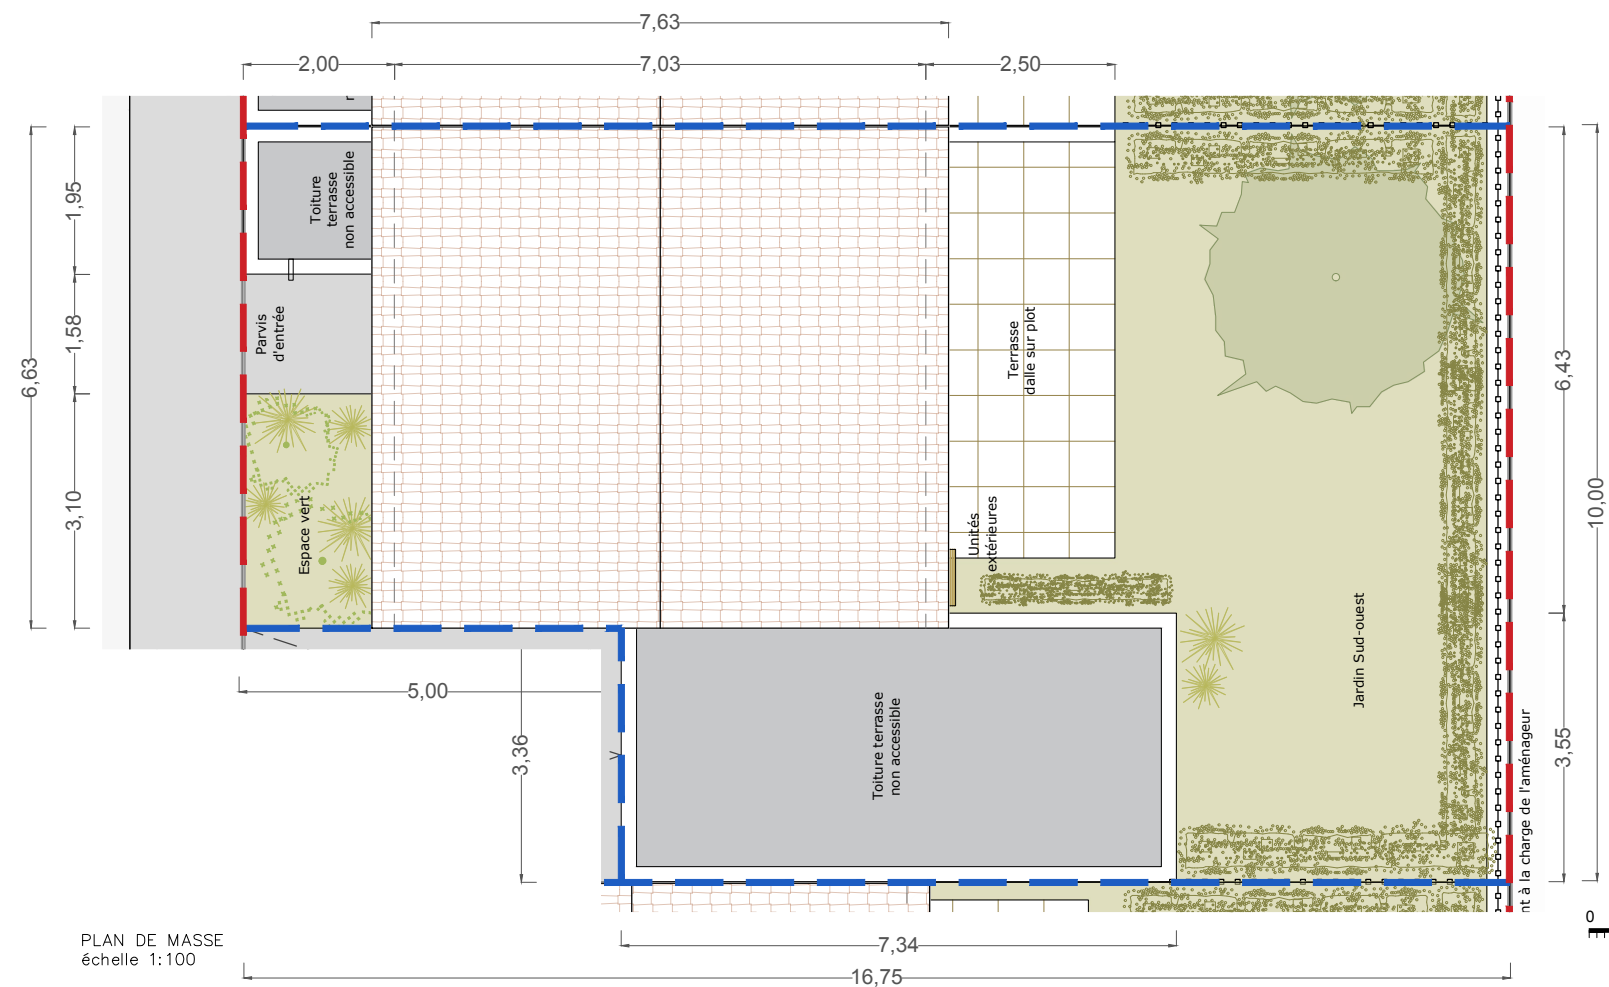 7,63
2,00
7,03
2,50
1,95
1,58
3,10
6,63
Toiture
terrasse
non accessible
Parvis
d'entrée
Espace vert
Terrasse
dalle sur plot
Unités
extérieures
6,43
10,00
3,55
Jardin Sud-ouest
nt à la charge de l'aménageur
5,00
3,36
Toiture terrasse
non accessible
7,34
16,75
0
PLAN DE MASSE
échelle 1:100